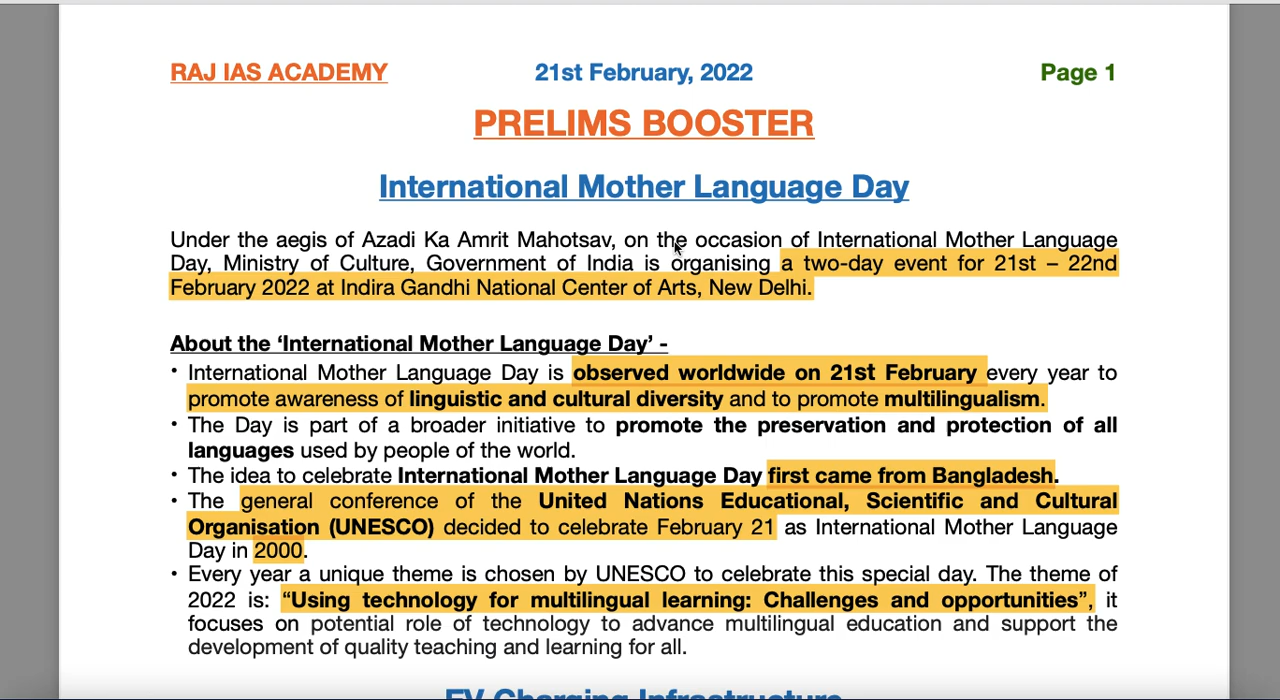 RAJ IAS ACADEMY 21st February, 2022 Page 1
PRELIMS BOOSTER
International Mother Language Day
Under the aegis of Azadi Ka Amrit Mahotsav, on the occasion of International Mother Language
Day, Ministry of Culture, Government of India is organising a two-day event for 21st – 22nd
February 2022 at Indira Gandhi National Center of Arts, New Delhi.
About the ‘International Mother Language Day’ -
• International Mother Language Day is observed worldwide on 21st February every year to
promote awareness of linguistic and cultural diversity and to promote multilingualism.
• The Day is part of a broader initiative to promote the preservation and protection of all
languages used by people of the world.
• The idea to celebrate International Mother Language Day first came from Bangladesh.
• The general conference of the United Nations Educational, Scientific and Cultural
Organisation (UNESCO) decided to celebrate February 21 as International Mother Language
Day in 2000.
• Every year a unique theme is chosen by UNESCO to celebrate this special day. The theme of
2022 is: “Using technology for multilingual learning: Challenges and opportunities”, it
focuses on potential role of technology to advance multilingual education and support the
development of quality teaching and learning for all.
EV Charging Infrastructure